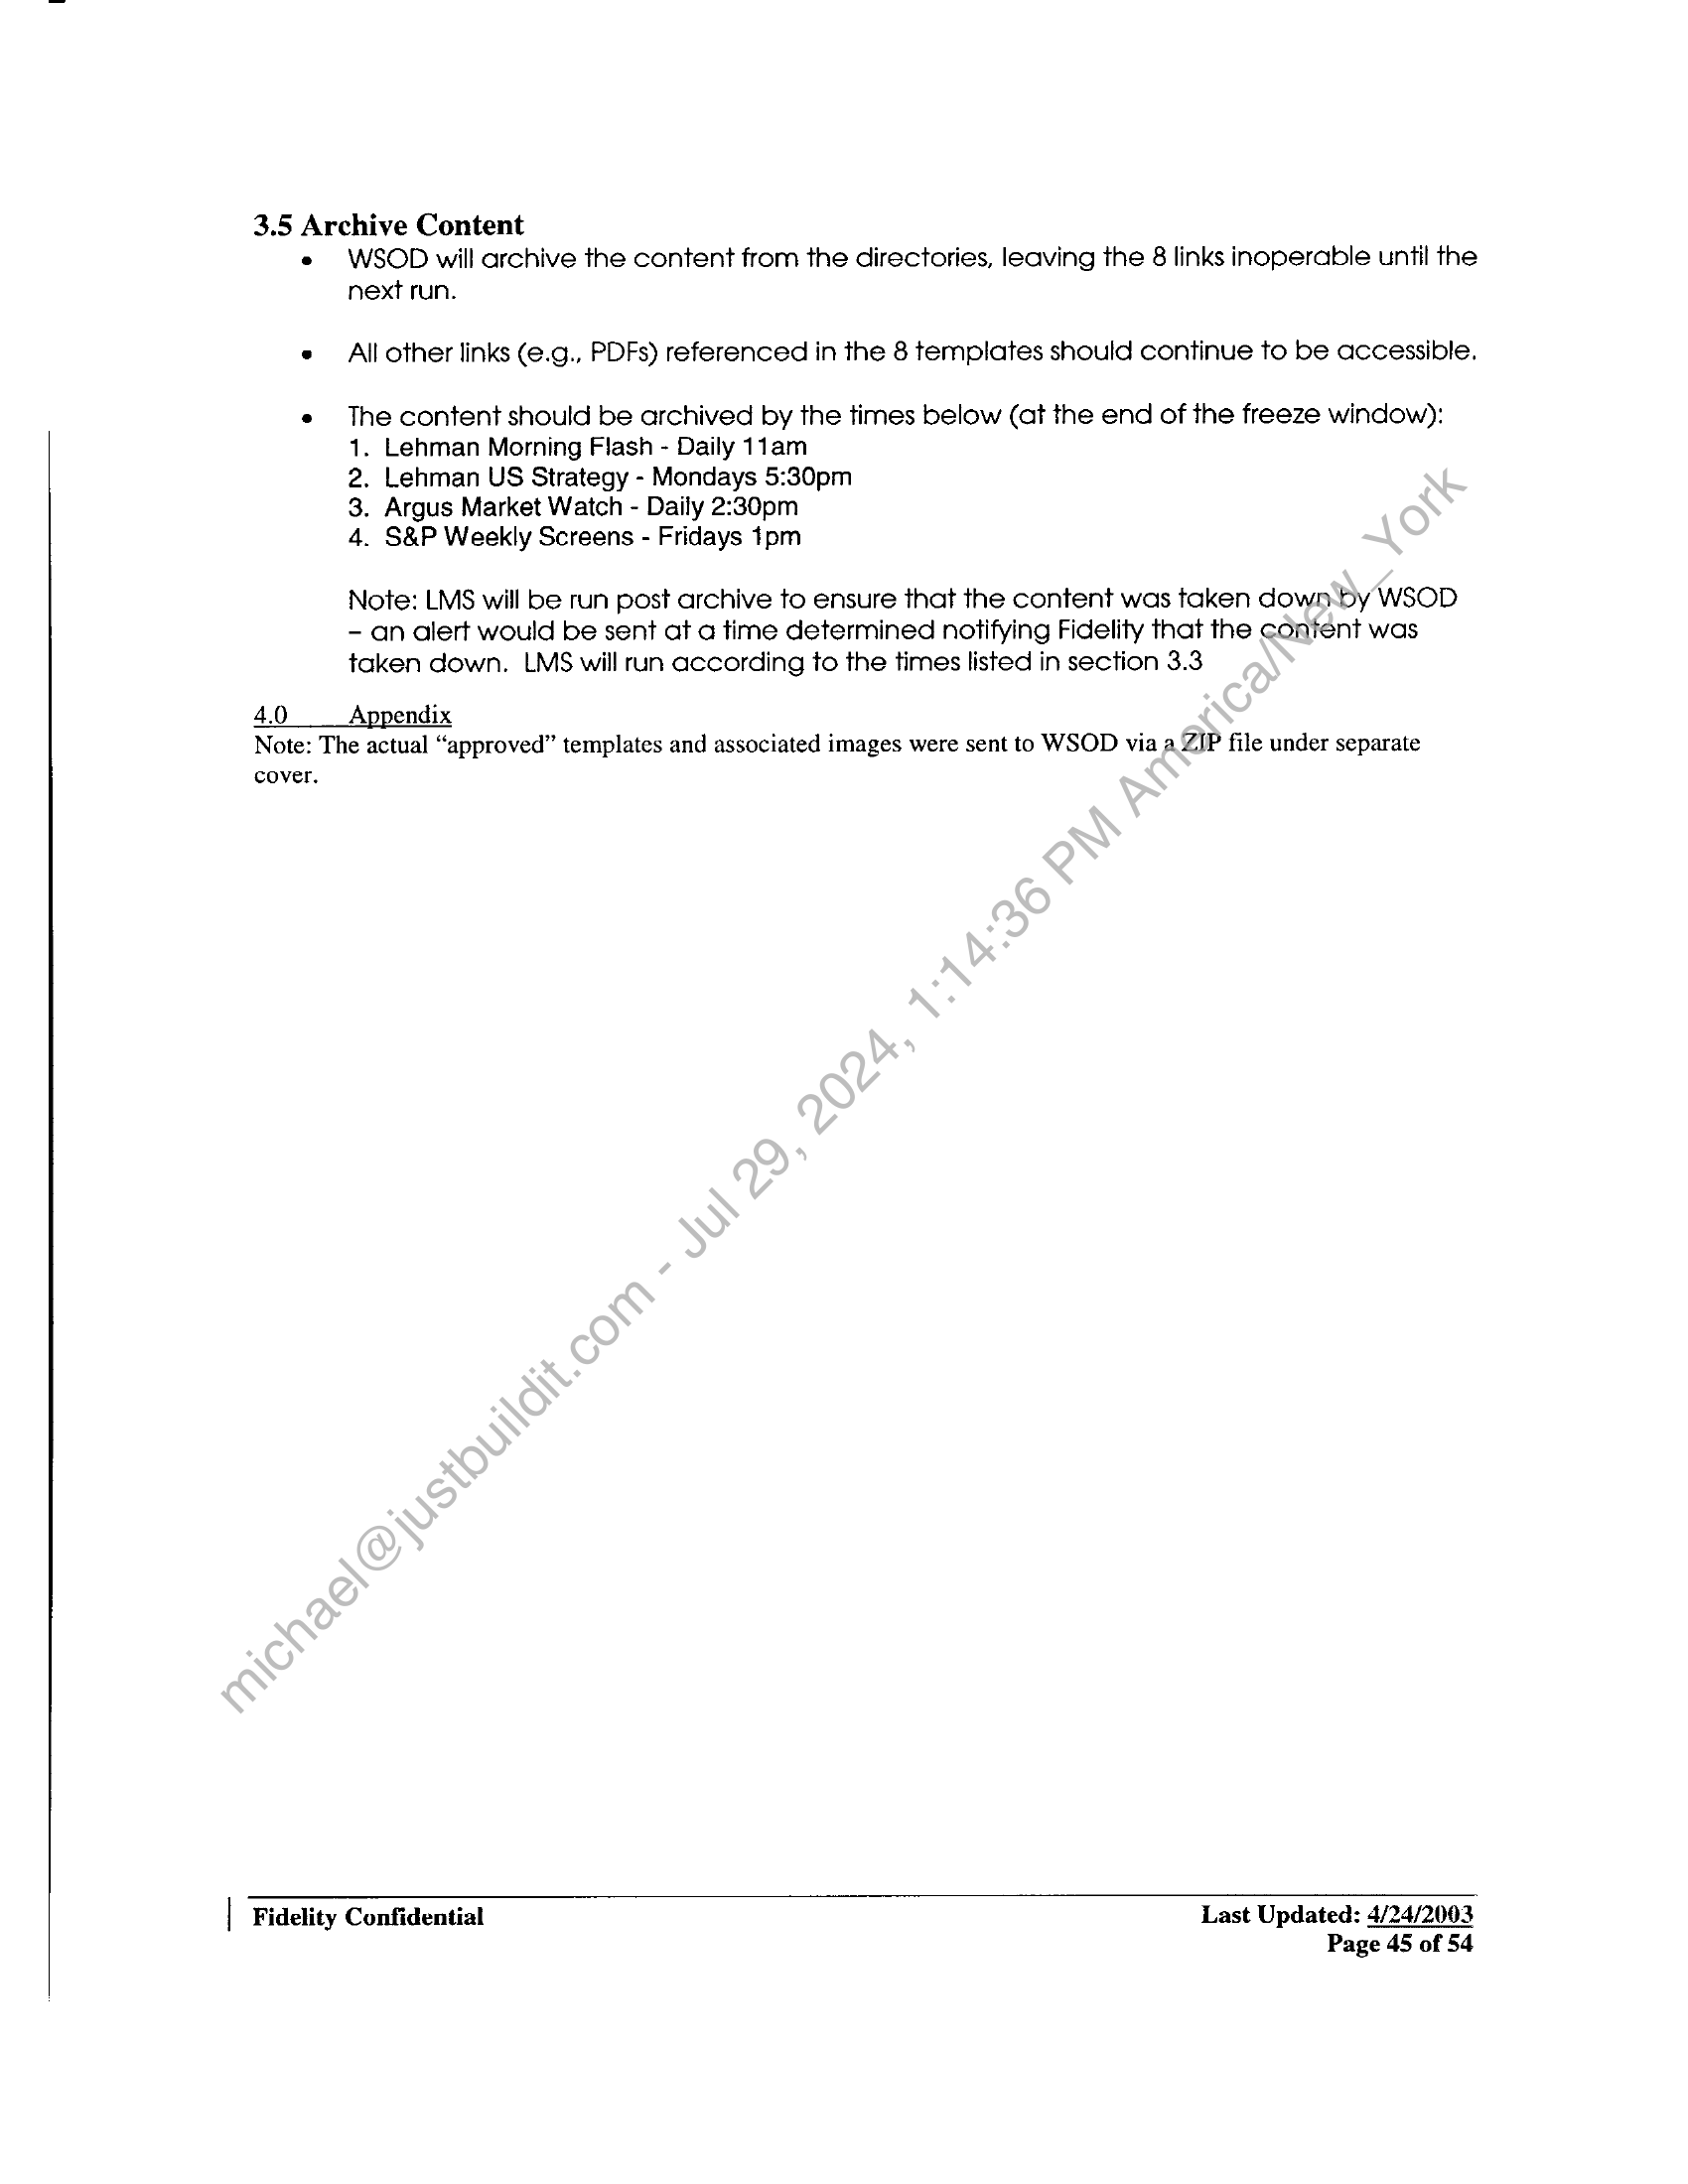 3.5 Archive Content
• WSOD will archive the content from the directories, leaving the 8 links inoperable until the
next run.
• All other links (e.g., PDFs) referenced in the 8 templates should continue to be accessible.
• The content should be archived by the times below (at the end of the freeze window):
1. Lehman Morning Flash - Daily 11am
2. Lehman US Strategy - Mondays 5:30pm
3. Argus Market Watch - Daily 2:30pm
4. S&P Weekly Screens - Fridays 1pm
Note: LMS will be run post archive to ensure that the content was taken down by WSOD
– an alert would be sent at a time determined notifying Fidelity that the content was
taken down. LMS will run according to the times listed in section 3.3
4.0 Appendix
Note: The actual “approved” templates and associated images were sent to WSOD via a ZIP file under separate
cover.
michael@justbuildit.com - Jul 29, 2024, 1:14:36 PM America/New_York
Fidelity Confidential Last Updated: 4/24/2003
Page 45 of 54